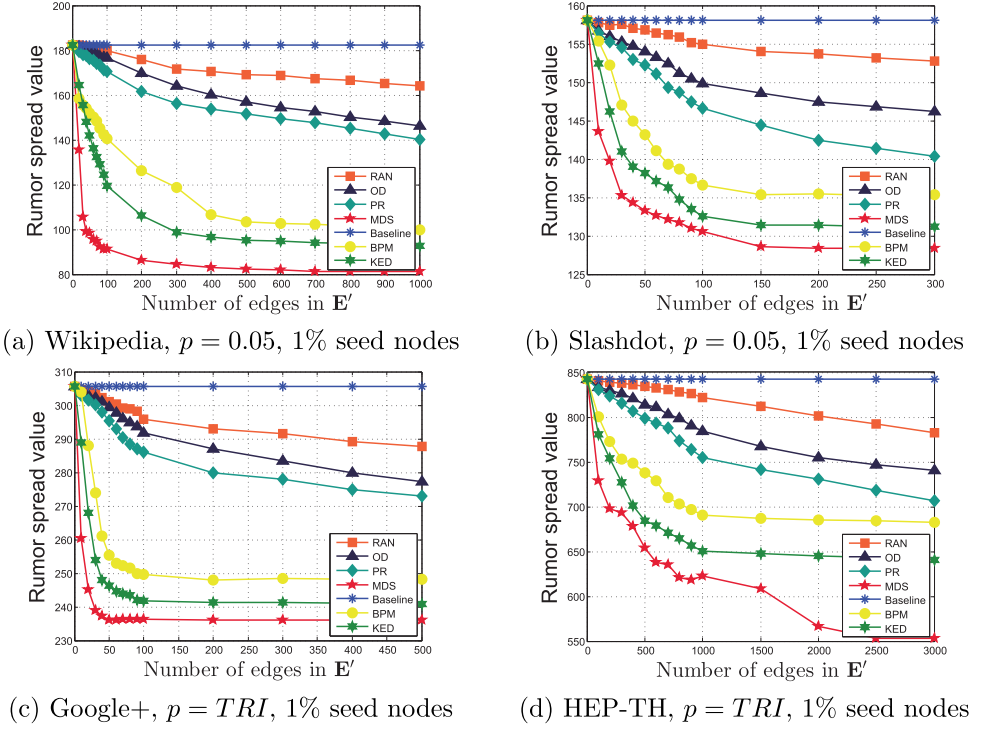 200
180
160
140
120
100
80
Rumor spread value
RAN
OD
PR
MDS
Baseline
BPM
KED
0 100 200 300 400 500 600 700 800 900 1000
Number of edges in E′
(a) Wikipedia, p = 0.05, 1% seed nodes
160
155
150
145
140
135
130
125
Rumor spread value
RAN
OD
PR
MDS
Baseline
BPM
KED
0 50 100 150 200 250 300
Number of edges in E′
(b) Slashdot, p = 0.05, 1% seed nodes
310
300
290
280
270
260
250
240
230
Rumor spread value
RAN
OD
PR
MDS
Baseline
BPM
KED
0 50 100 200 300 400 500
Number of edges in E′
(c) Google+, p = TRI, 1% seed nodes
850
800
750
700
650
600
550
Rumor spread value
RAN
OD
PR
MDS
Baseline
BPM
KED
0 500 1000 1500 2000 2500 3000
Number of edges in E′
(d) HEP-TH, p = TRI, 1% seed nodes